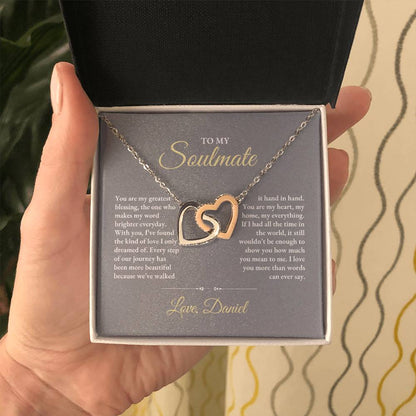 TO MY
Soulmate
You are my greatest
blessing, the one who
makes my word
brighter everyday.
With you, I've found
the kind of love I only
dreamed of. Every step
of our journey has
been more beautiful
because we've walked
it hand in hand.
You are my heart, my
home, my everything.
If I had all the time in
the world, it still
wouldn't be enough to
show you how much
you mean to me. I love
you more than words
can ever say.
Love, Daniel